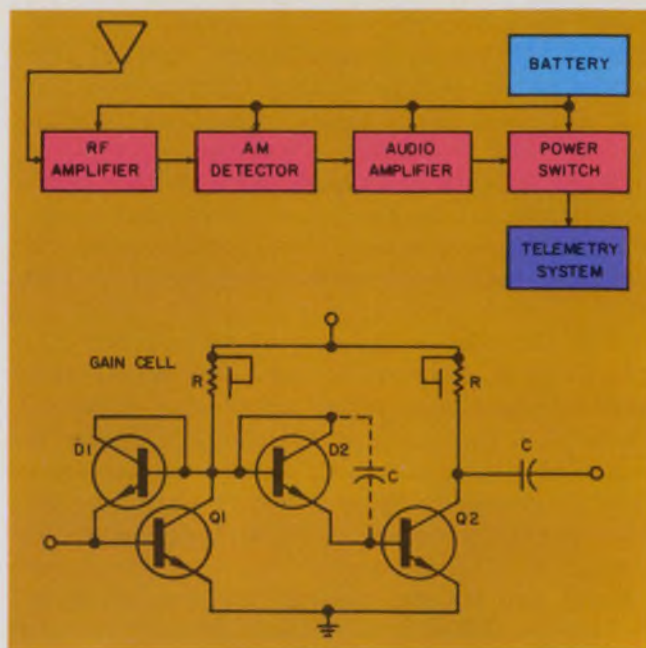 BATTERY
RF
AMPLIFIER
AM
DETECTOR
AUDIO
AMPLIFIER
POWER
SWITCH
TELEMETRY
SYSTEM
GAIN CELL
R
R
D1
D2
C
C
Q1
Q2